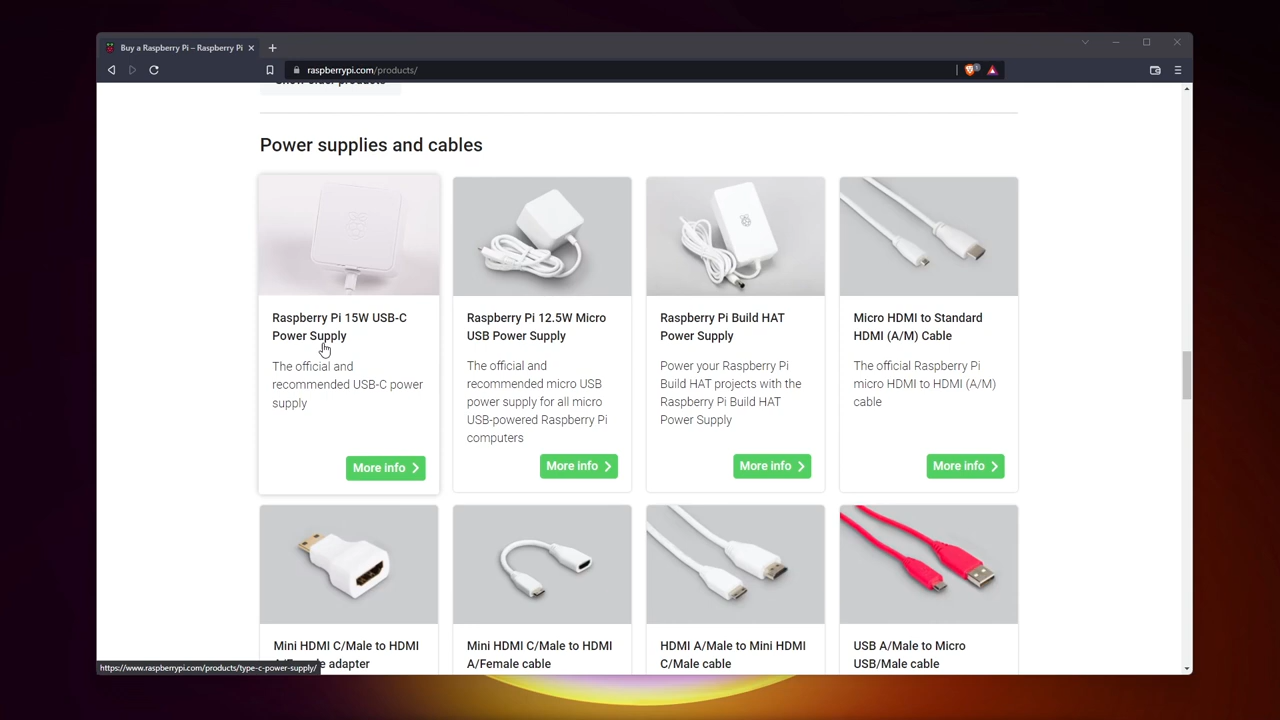 Buy a Raspberry Pi – Raspberry Pi
raspberrypi.com/products/
Show older products
Power supplies and cables
Raspberry Pi 15W USB-C
Power Supply
The official and
recommended USB-C power
supply
More info
Raspberry Pi 12.5W Micro
USB Power Supply
The official and
recommended micro USB
power supply for all micro
USB-powered Raspberry Pi
computers
More info
Raspberry Pi Build HAT
Power Supply
Power your Raspberry Pi
Build HAT projects with the
Raspberry Pi Build HAT
Power Supply
More info
Micro HDMI to Standard
HDMI (A/M) Cable
The official Raspberry Pi
micro HDMI to HDMI (A/M)
cable
More info
Mini HDMI C/Male to HDMI
adapter
Mini HDMI C/Male to HDMI
A/Female cable
HDMI A/Male to Mini HDMI
C/Male cable
USB A/Male to Micro
USB/Male cable
https://www.raspberrypi.com/products/type-c-power-supply/